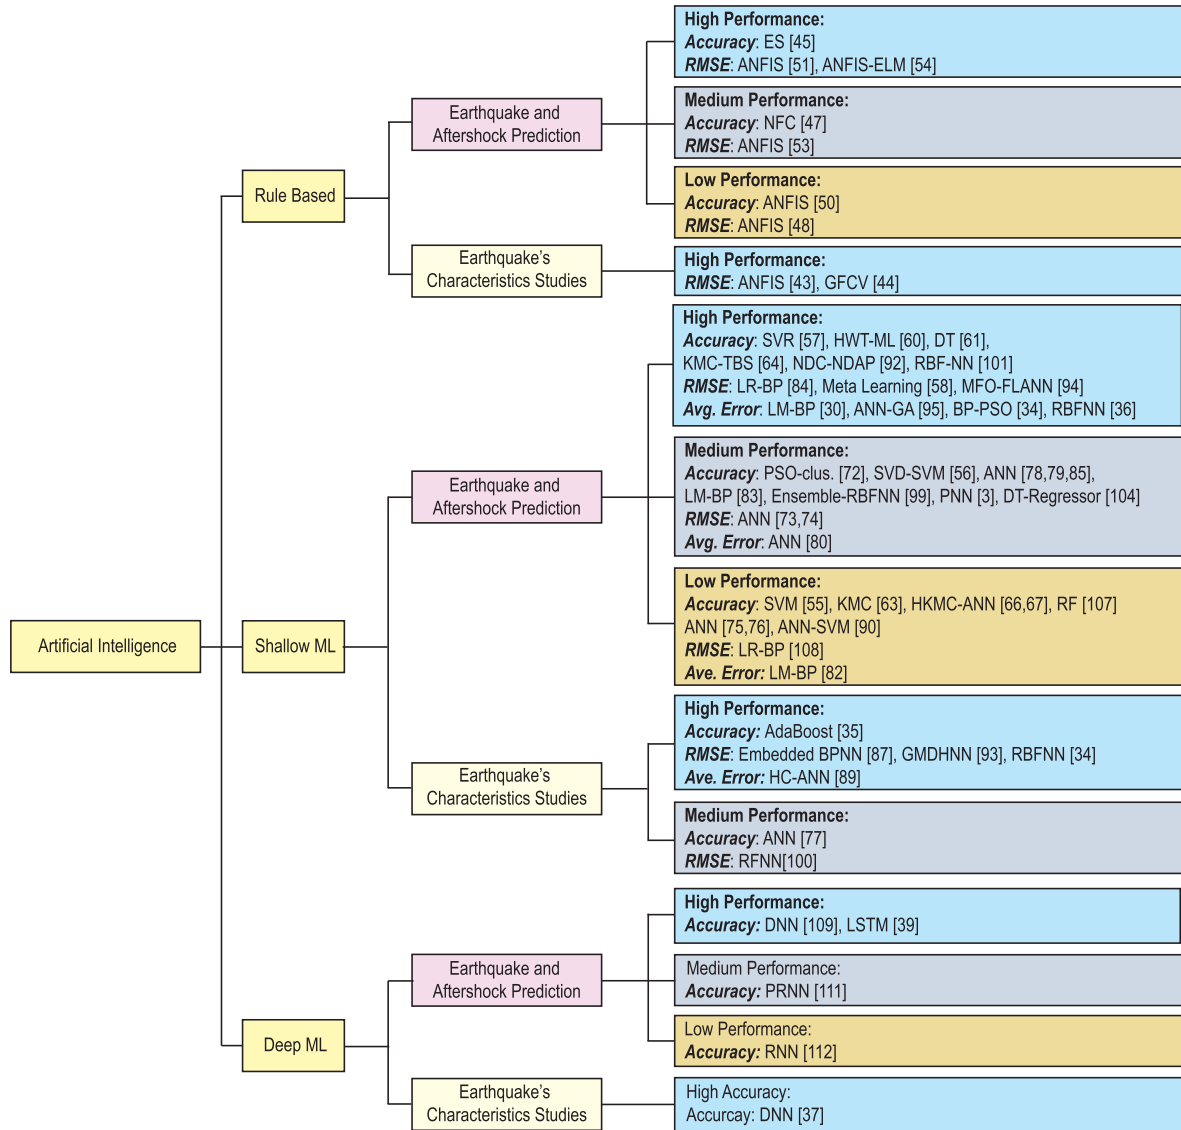 Artificial Intelligence
Rule Based
Earthquake and
Aftershock Prediction
High Performance:
Accuracy: ES [45]
RMSE: ANFIS [51], ANFIS-ELM [54]
Medium Performance:
Accuracy: NFC [47]
RMSE: ANFIS [53]
Low Performance:
Accuracy: ANFIS [50]
RMSE: ANFIS [48]
Earthquake's
Characteristics Studies
High Performance:
RMSE: ANFIS [43], GFCV [44]
Shallow ML
Earthquake and
Aftershock Prediction
High Performance:
Accuracy: SVR [57], HWT-ML [60], DT [61],
KMC-TBS [64], NDC-NDAP [92], RBF-NN [101]
RMSE: LR-BP [84], Meta Learning [58], MFO-FLANN [94]
Avg. Error: LM-BP [30], ANN-GA [95], BP-PSO [34], RBFNN [36]
Medium Performance:
Accuracy: PSO-clus. [72], SVD-SVM [56], ANN [78,79,85],
LM-BP [83], Ensemble-RBFNN [99], PNN [3], DT-Regressor [104]
RMSE: ANN [73,74]
Avg. Error: ANN [80]
Low Performance:
Accuracy: SVM [55], KMC [63], HKMC-ANN [66,67], RF [107]
ANN [75,76], ANN-SVM [90]
RMSE: LR-BP [108]
Ave. Error: LM-BP [82]
Earthquake's
Characteristics Studies
High Performance:
Accuracy: AdaBoost [35]
RMSE: Embedded BPNN [87], GMDHNN [93], RBFNN [34]
Ave. Error: HC-ANN [89]
Medium Performance:
Accuracy: ANN [77]
RMSE: RFNN[100]
Deep ML
Earthquake and
Aftershock Prediction
High Performance:
Accuracy: DNN [109], LSTM [39]
Medium Performance:
Accuracy: PRNN [111]
Low Performance:
Accuracy: RNN [112]
Earthquake's
Characteristics Studies
High Accuracy:
Accurcay: DNN [37]